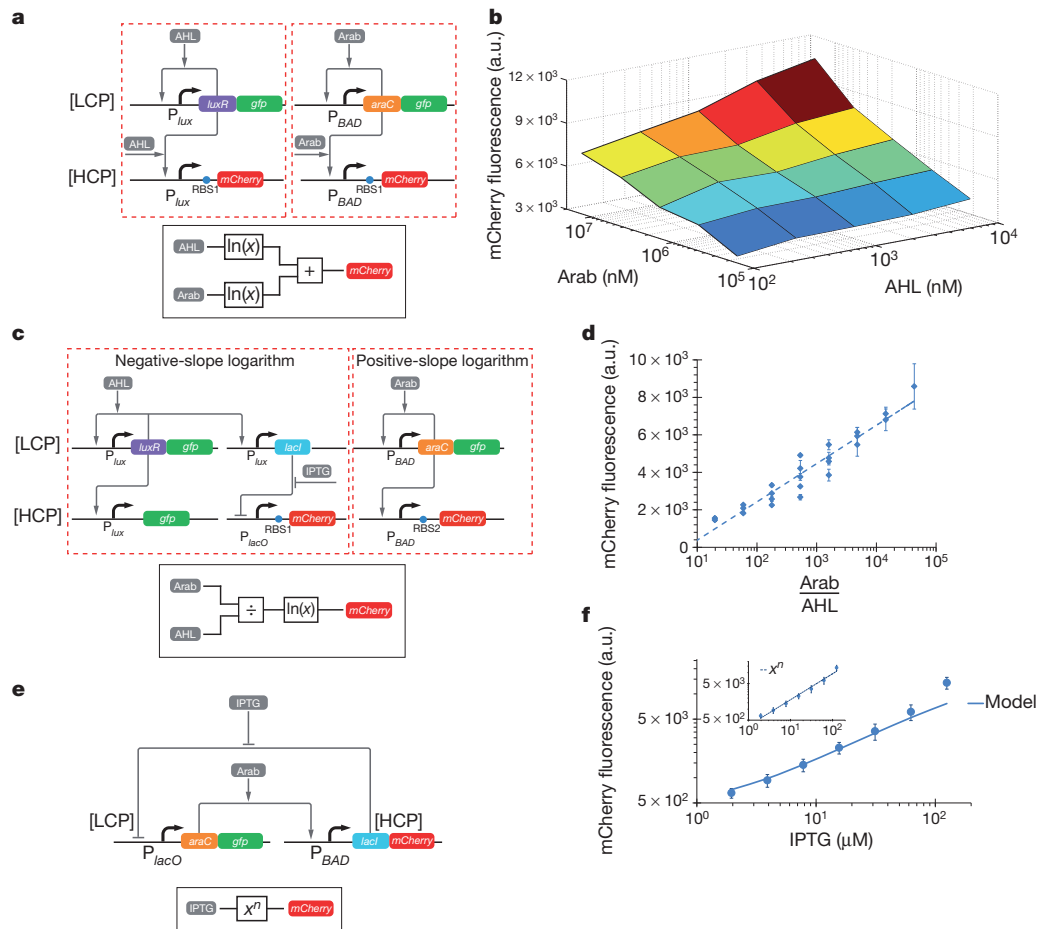 a
AHL
Arab
[LCP]
P_lux
luxR
gfp
P_BAD
araC
gfp
AHL
Arab
[HCP]
P_lux
RBS1
mCherry
P_BAD
RBS1
mCherry
AHL
ln(x)
+
mCherry
Arab
ln(x)
b
mCherry fluorescence (a.u.)
12 × 10³
9 × 10³
6 × 10³
3 × 10³
10⁷
10⁶
10⁵
Arab (nM)
10²
10³
10⁴
AHL (nM)
c
Negative-slope logarithm
Positive-slope logarithm
AHL
Arab
[LCP]
P_lux
luxR
gfp
P_lux
lacI
P_BAD
araC
gfp
IPTG
[HCP]
P_lux
gfp
P_lacO
RBS1
mCherry
P_BAD
RBS2
mCherry
Arab
÷
ln(x)
mCherry
AHL
d
mCherry fluorescence (a.u.)
10 × 10³
8 × 10³
6 × 10³
4 × 10³
2 × 10³
0
10¹
10²
10³
10⁴
10⁵
Arab
AHL
e
IPTG
Arab
[LCP]
[HCP]
P_lacO
araC
gfp
P_BAD
lacI
mCherry
IPTG
xⁿ
mCherry
f
mCherry fluorescence (a.u.)
5 × 10³
5 × 10²
xⁿ
5 × 10³
5 × 10²
10⁰
10¹
10²
Model
10⁰
10¹
10²
IPTG (µM)